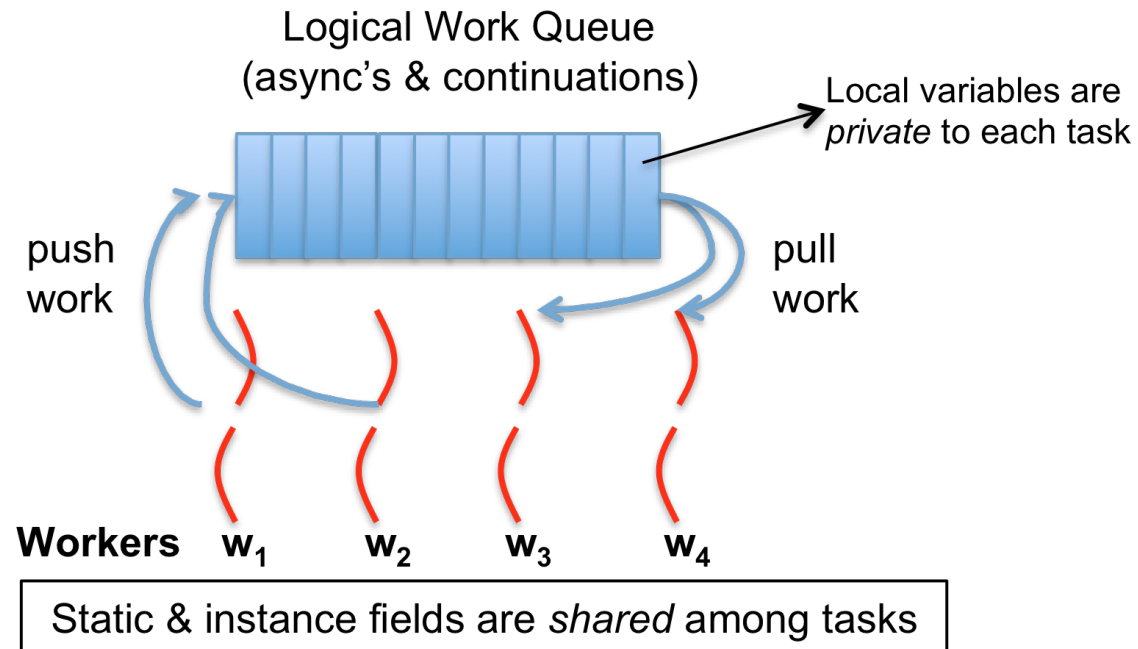 Logical Work Queue
(async’s & continuations)
Local variables are
private to each task
push
work
pull
work
Workers w₁ w₂ w₃ w₄
Static & instance fields are shared among tasks